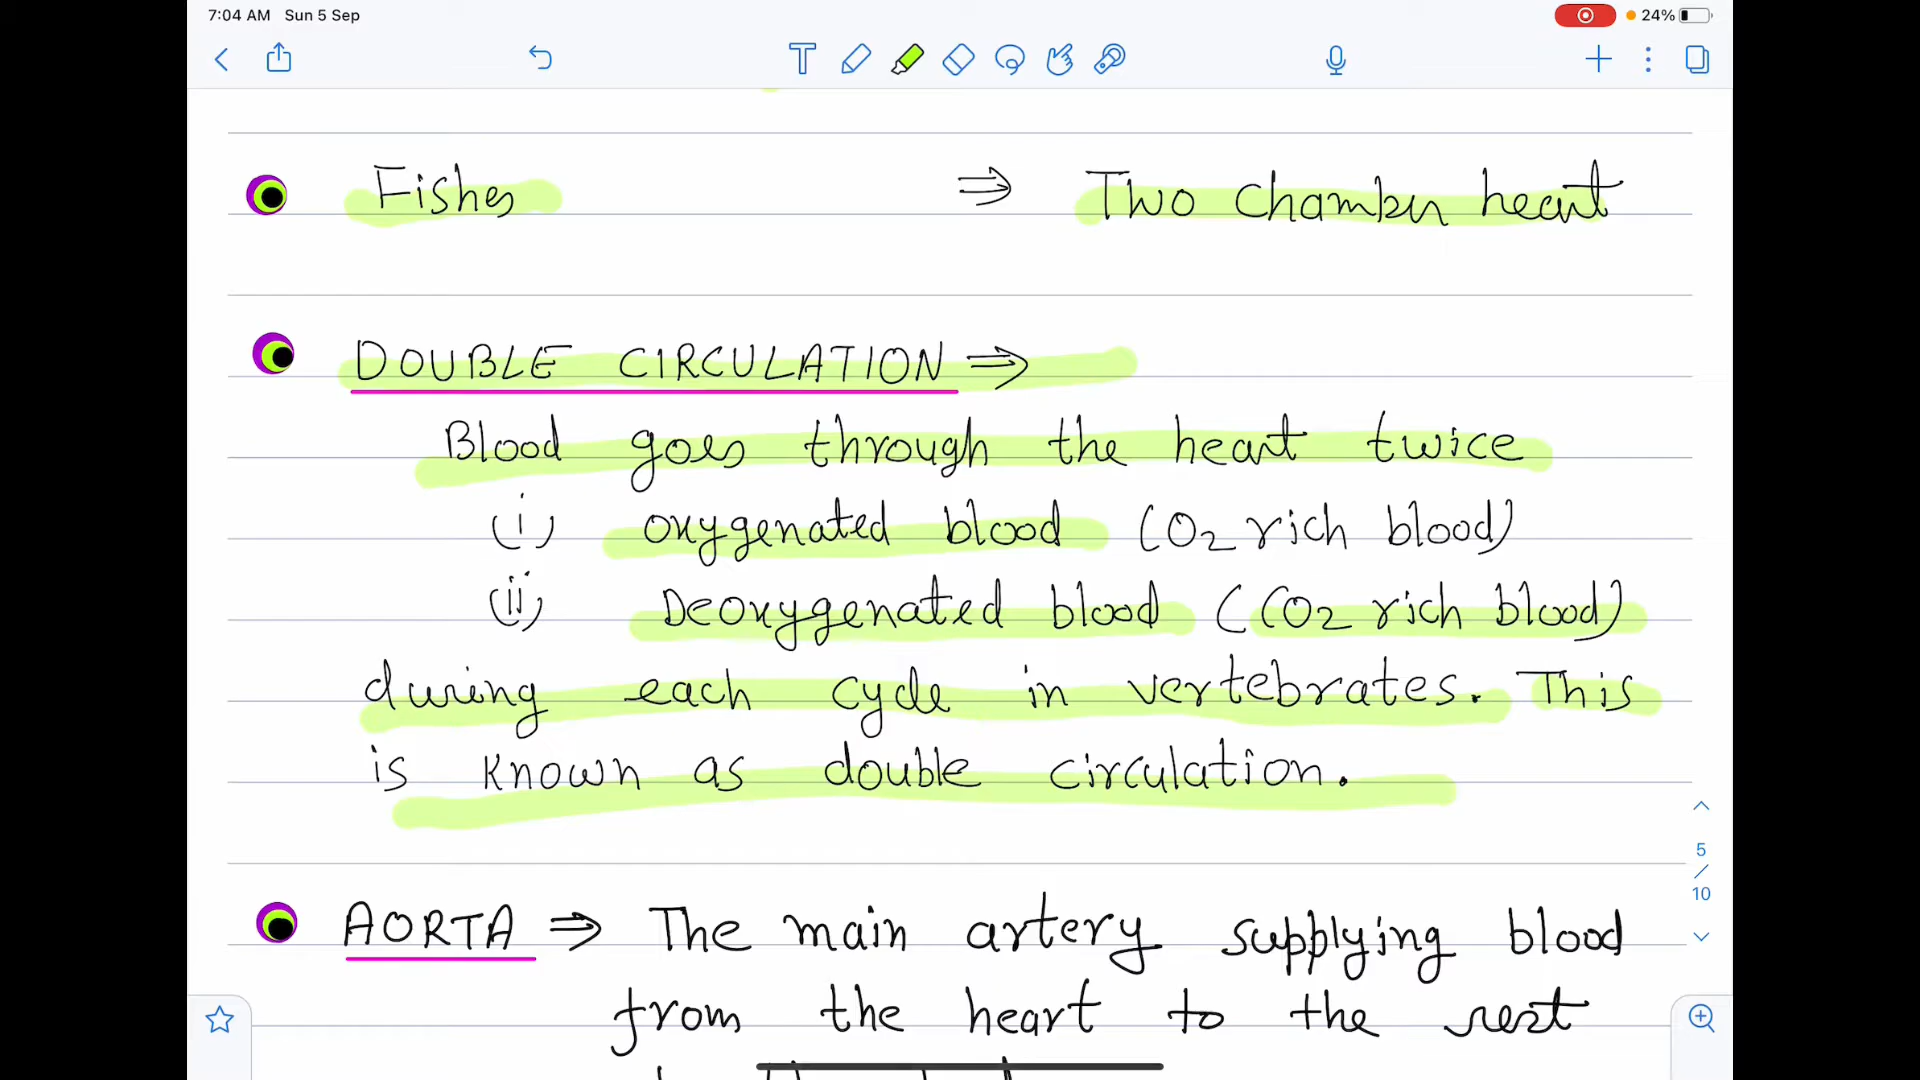 7:04 AM Sun 5 Sep 24%
Fishes ⇒ Two chamber heart
DOUBLE CIRCULATION ⇒
Blood goes through the heart twice
(i) Oxygenated blood (O2 rich blood)
(ii) Deoxygenated blood (CO2 rich blood)
during each cycle in vertebrates. This
is known as double circulation.
5
/
10
AORTA ⇒ The main artery supplying blood
from the heart to the rest